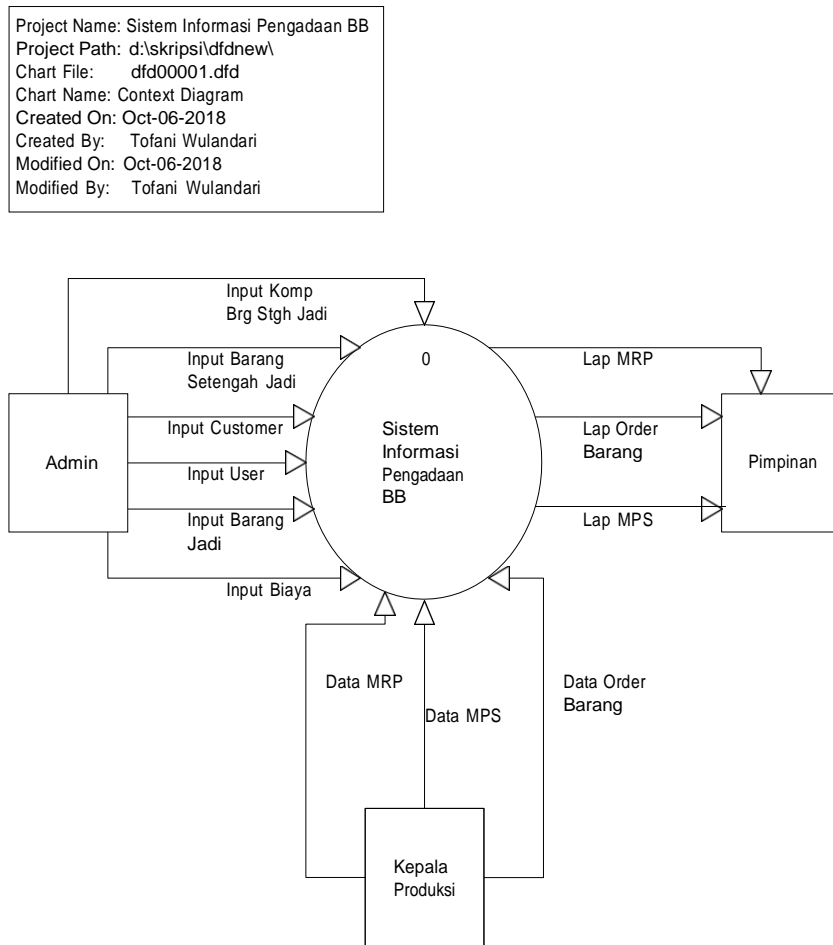 Project Name: Sistem Informasi Pengadaan BB
Project Path: d:\skripsi\dfdnew\
Chart File: dfd00001.dfd
Chart Name: Context Diagram
Created On: Oct-06-2018
Created By: Tofani Wulandari
Modified On: Oct-06-2018
Modified By: Tofani Wulandari
Input Komp
Brg Stgh Jadi
Input Barang
Setengah Jadi
Input Customer
Input User
Input Barang
Jadi
Input Biaya
Admin
0
Sistem
Informasi
Pengadaan
BB
Lap MRP
Lap Order
Barang
Lap MPS
Pimpinan
Data MRP
Data MPS
Data Order
Barang
Kepala
Produksi